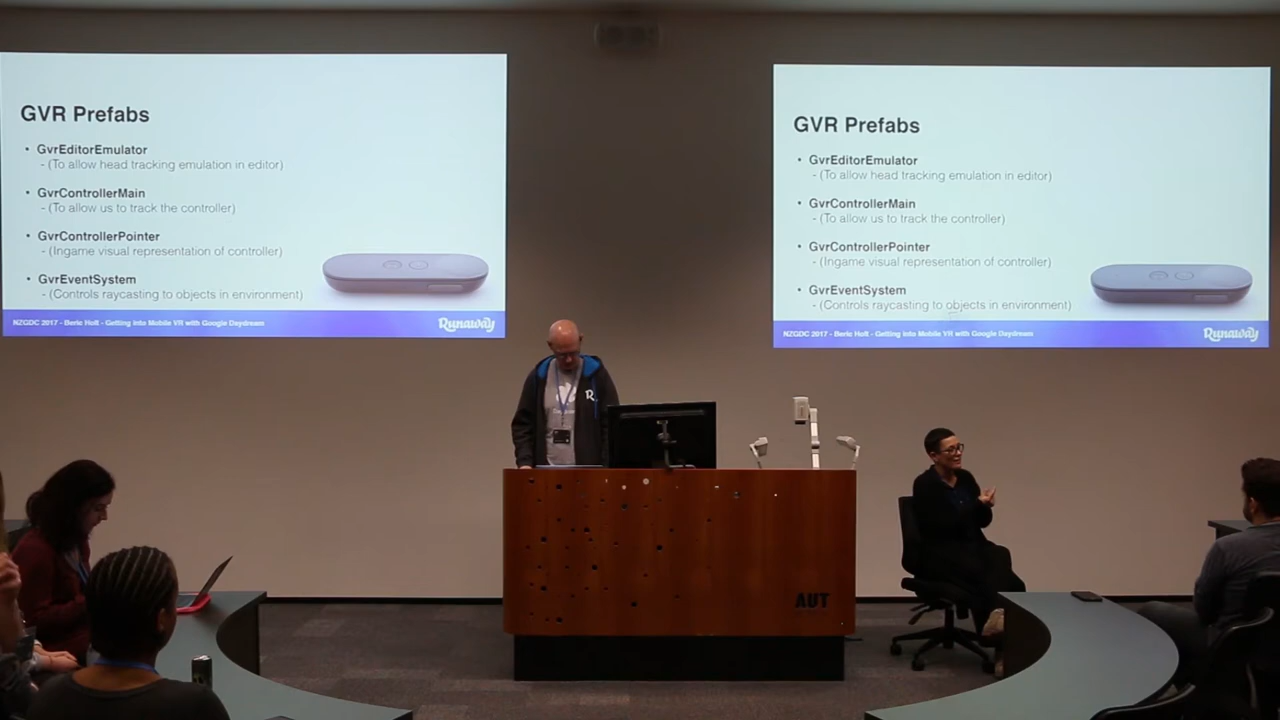 GVR Prefabs
• GvrEditorEmulator
- (To allow head tracking emulation in editor)
• GvrControllerMain
- (To allow us to track the controller)
• GvrControllerPointer
- (Ingame visual representation of controller)
• GvrEventSystem
- (Controls raycasting to objects in environment)
NZGDC 2017 - Berie Holt - Getting into Mobile VR with Google Daydream
Runaway
GVR Prefabs
• GvrEditorEmulator
- (To allow head tracking emulation in editor)
• GvrControllerMain
- (To allow us to track the controller)
• GvrControllerPointer
- (Ingame visual representation of controller)
• GvrEventSystem
- (Controls raycasting to objects in environment)
NZGDC 2017 - Berie Holt - Getting into Mobile VR with Google Daydream
Runaway
R
AUT